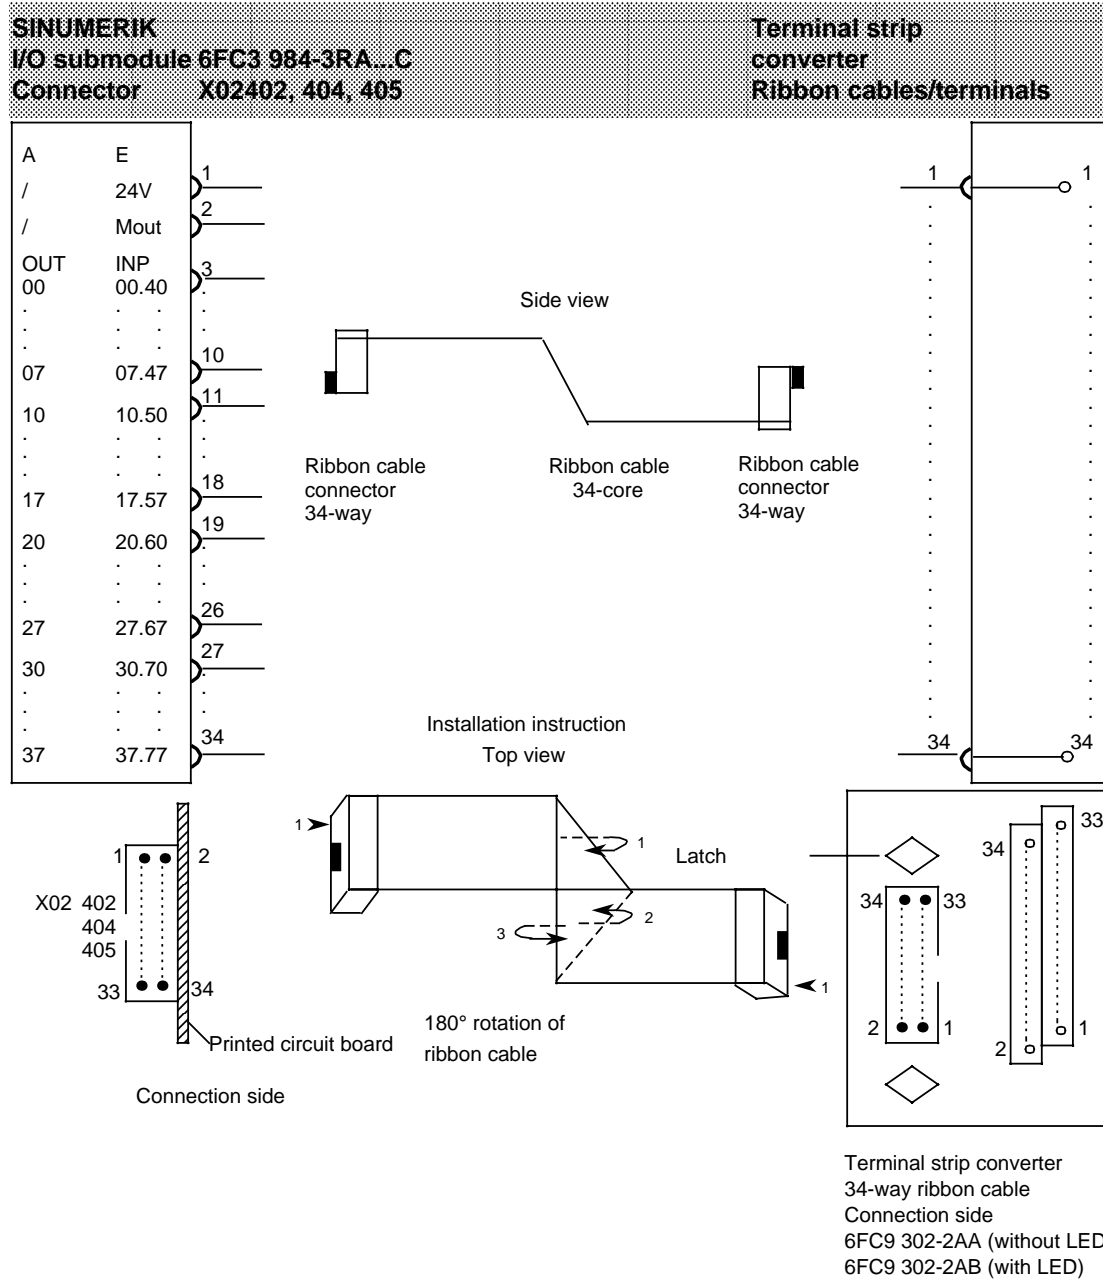 SINUMERIK
I/O submodule 6FC3 984-3RA...C
Connector X02402, 404, 405
Terminal strip
converter
Ribbon cables/terminals
A E
/ 24V 1
/ Mout 2
OUT INP
00 00.40 3
07 07.47 10
10 10.50 11
17 17.57 18
20 20.60 19
27 27.67 26
30 30.70 27
37 37.77 34
Side view
Ribbon cable
connector
34-way
Ribbon cable
34-core
Ribbon cable
connector
34-way
1 1
34 34
Installation instruction
Top view
1
1
Latch
2
3
1
180° rotation of
ribbon cable
1 2
X02 402
404
405
33 34
Printed circuit board
Connection side
33
34
34 33
2 1
2 1
Terminal strip converter
34-way ribbon cable
Connection side
6FC9 302-2AA (without LED
6FC9 302-2AB (with LED)